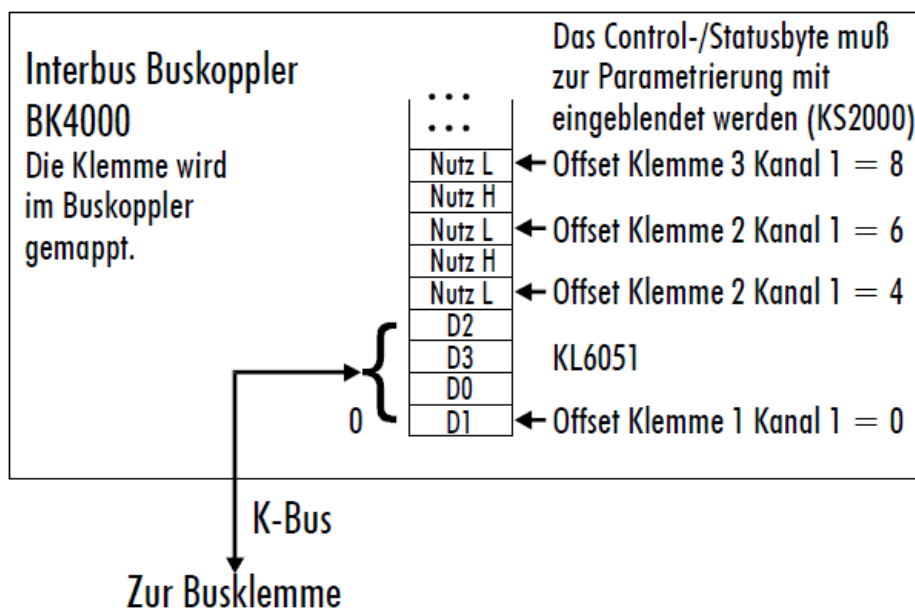 Interbus Buskoppler
BK4000
Die Klemme wird
im Buskoppler
gemappt.
Das Control-/Statusbyte muß
zur Parametrierung mit
eingeblendet werden (KS2000)
...
...
Nutz L Offset Klemme 3 Kanal 1 = 8
Nutz H
Nutz L Offset Klemme 2 Kanal 1 = 6
Nutz H
Nutz L Offset Klemme 2 Kanal 1 = 4
D2
D3 KL6051
D0
0 D1 Offset Klemme 1 Kanal 1 = 0
K-Bus
Zur Busklemme